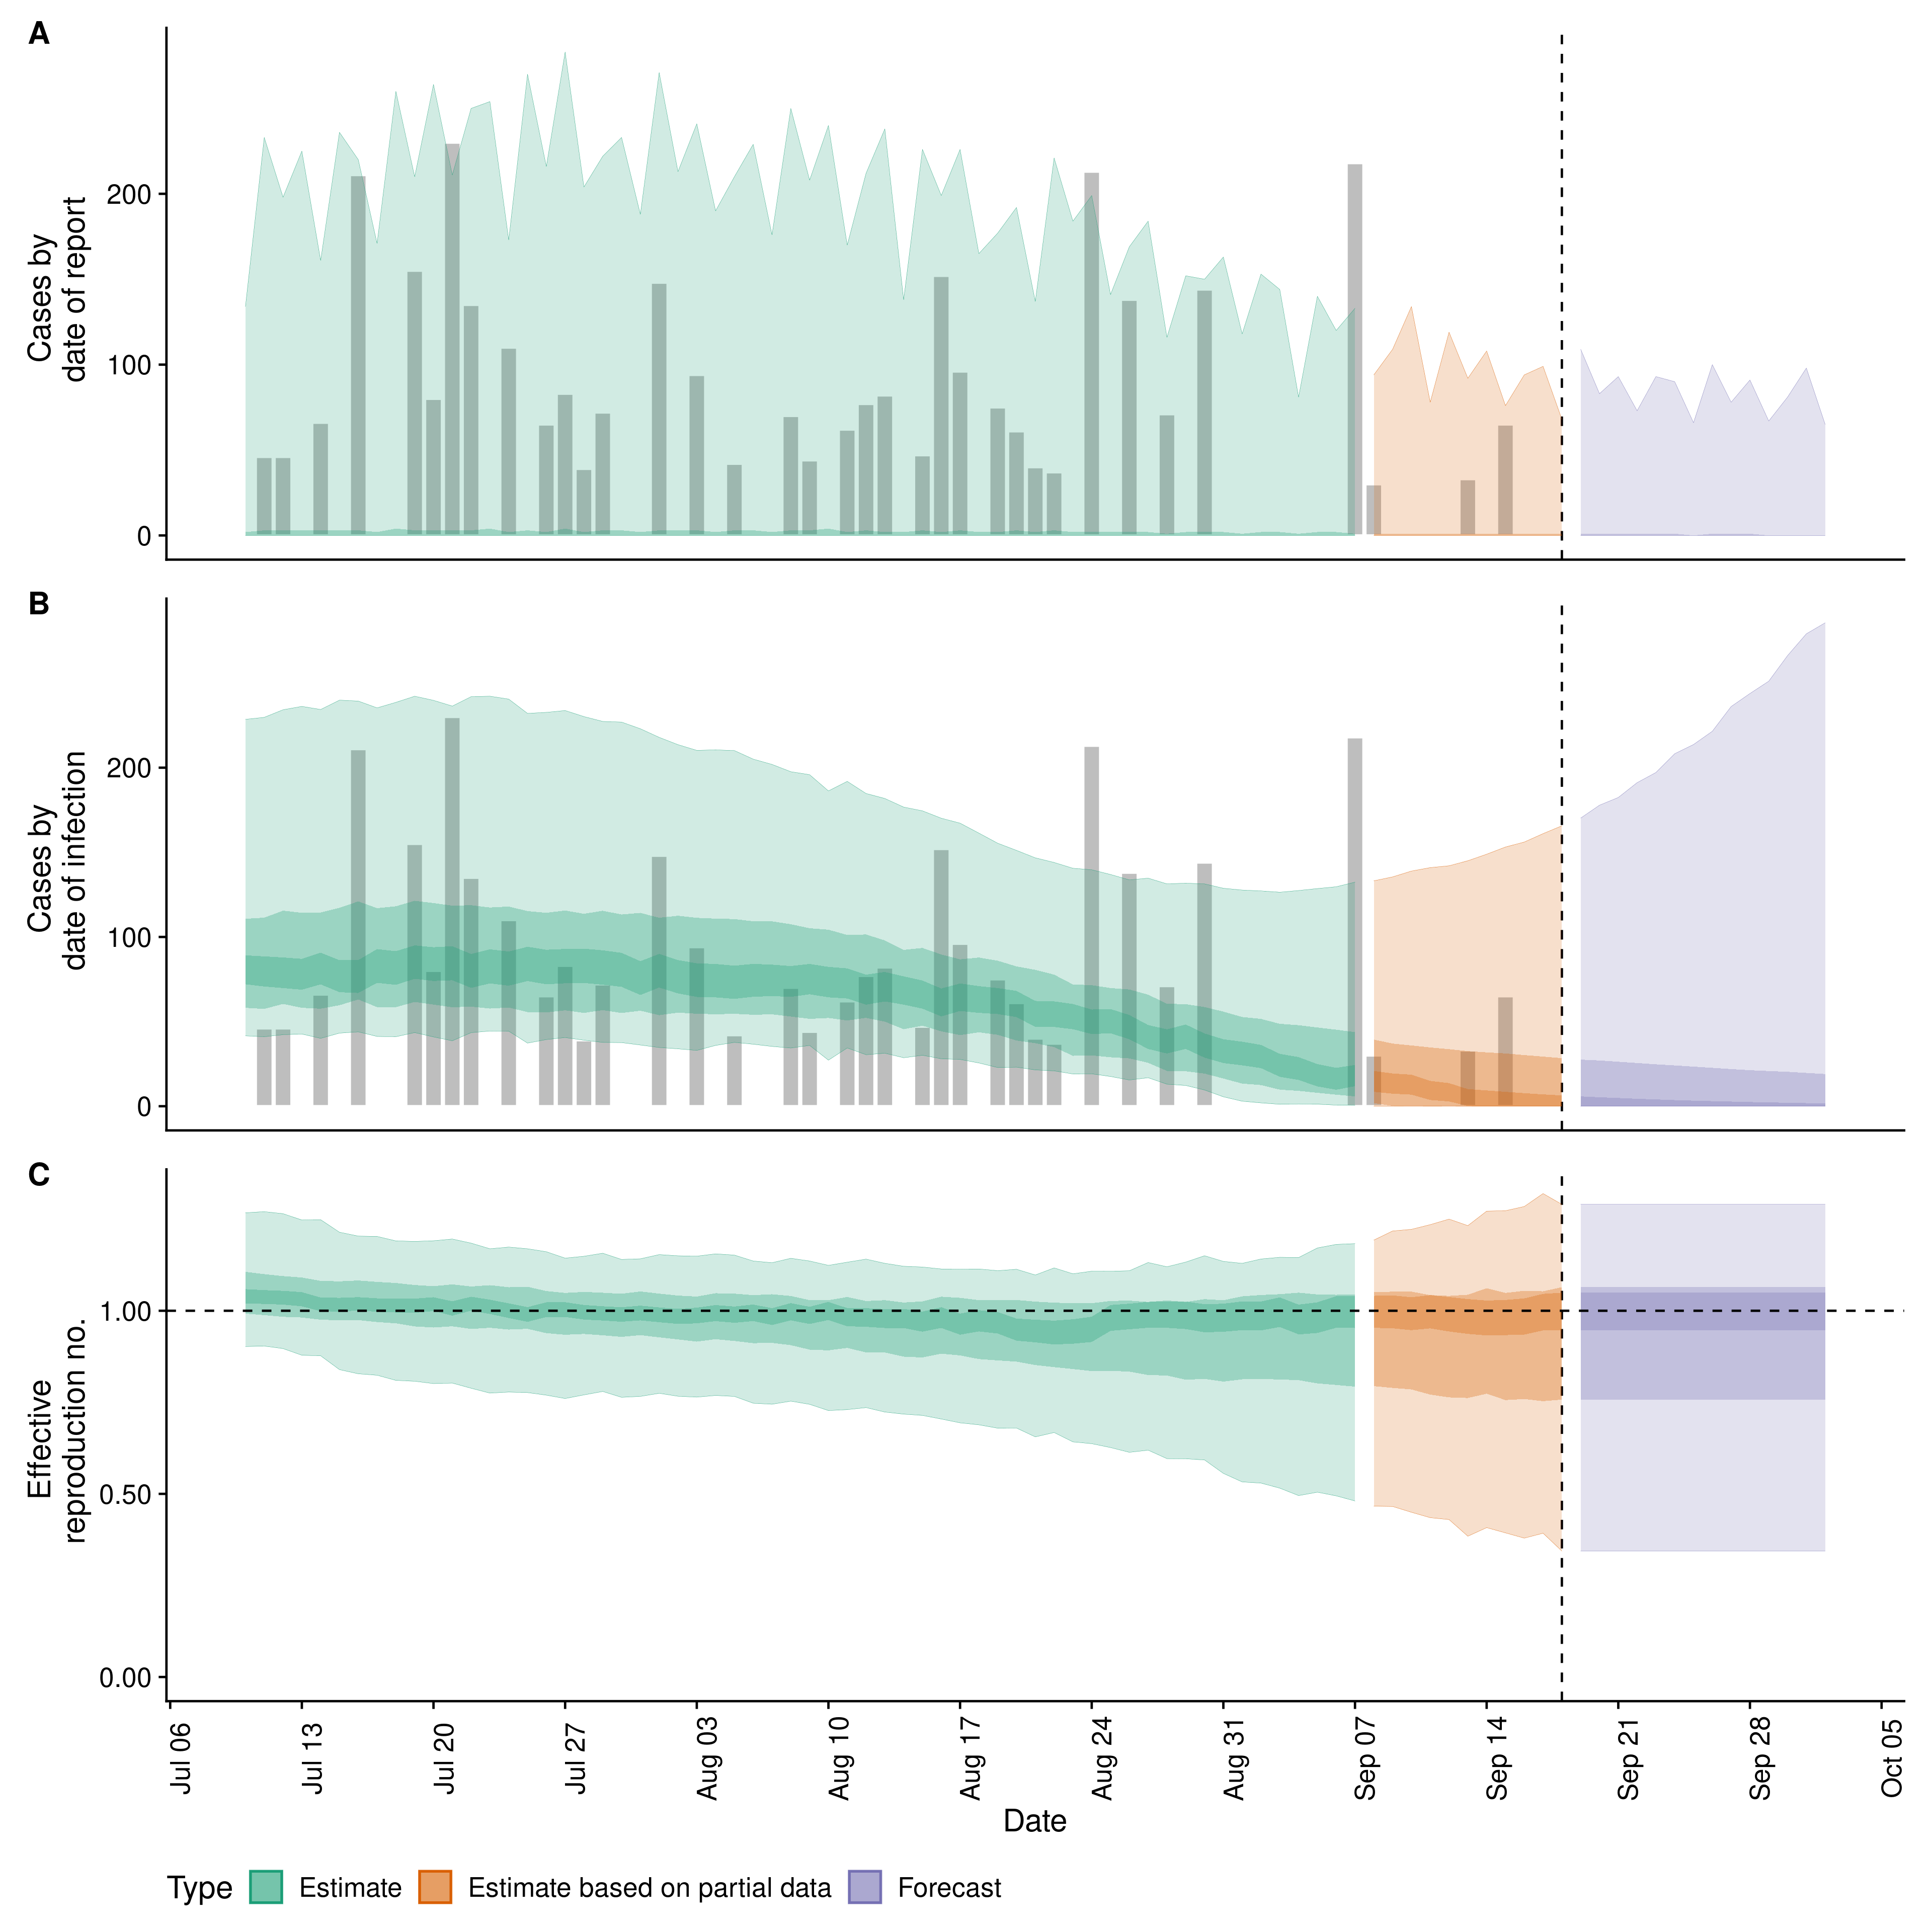 A
Cases by
date of report
200
100
0
B
Cases by
date of infection
200
100
0
C
Effective
reproduction no.
1.00
0.50
0.00
Jul 06
Jul 13
Jul 20
Jul 27
Aug 03
Aug 10
Aug 17
Aug 24
Aug 31
Sep 07
Sep 14
Sep 21
Sep 28
Oct 05
Date
Type Estimate Estimate based on partial data Forecast